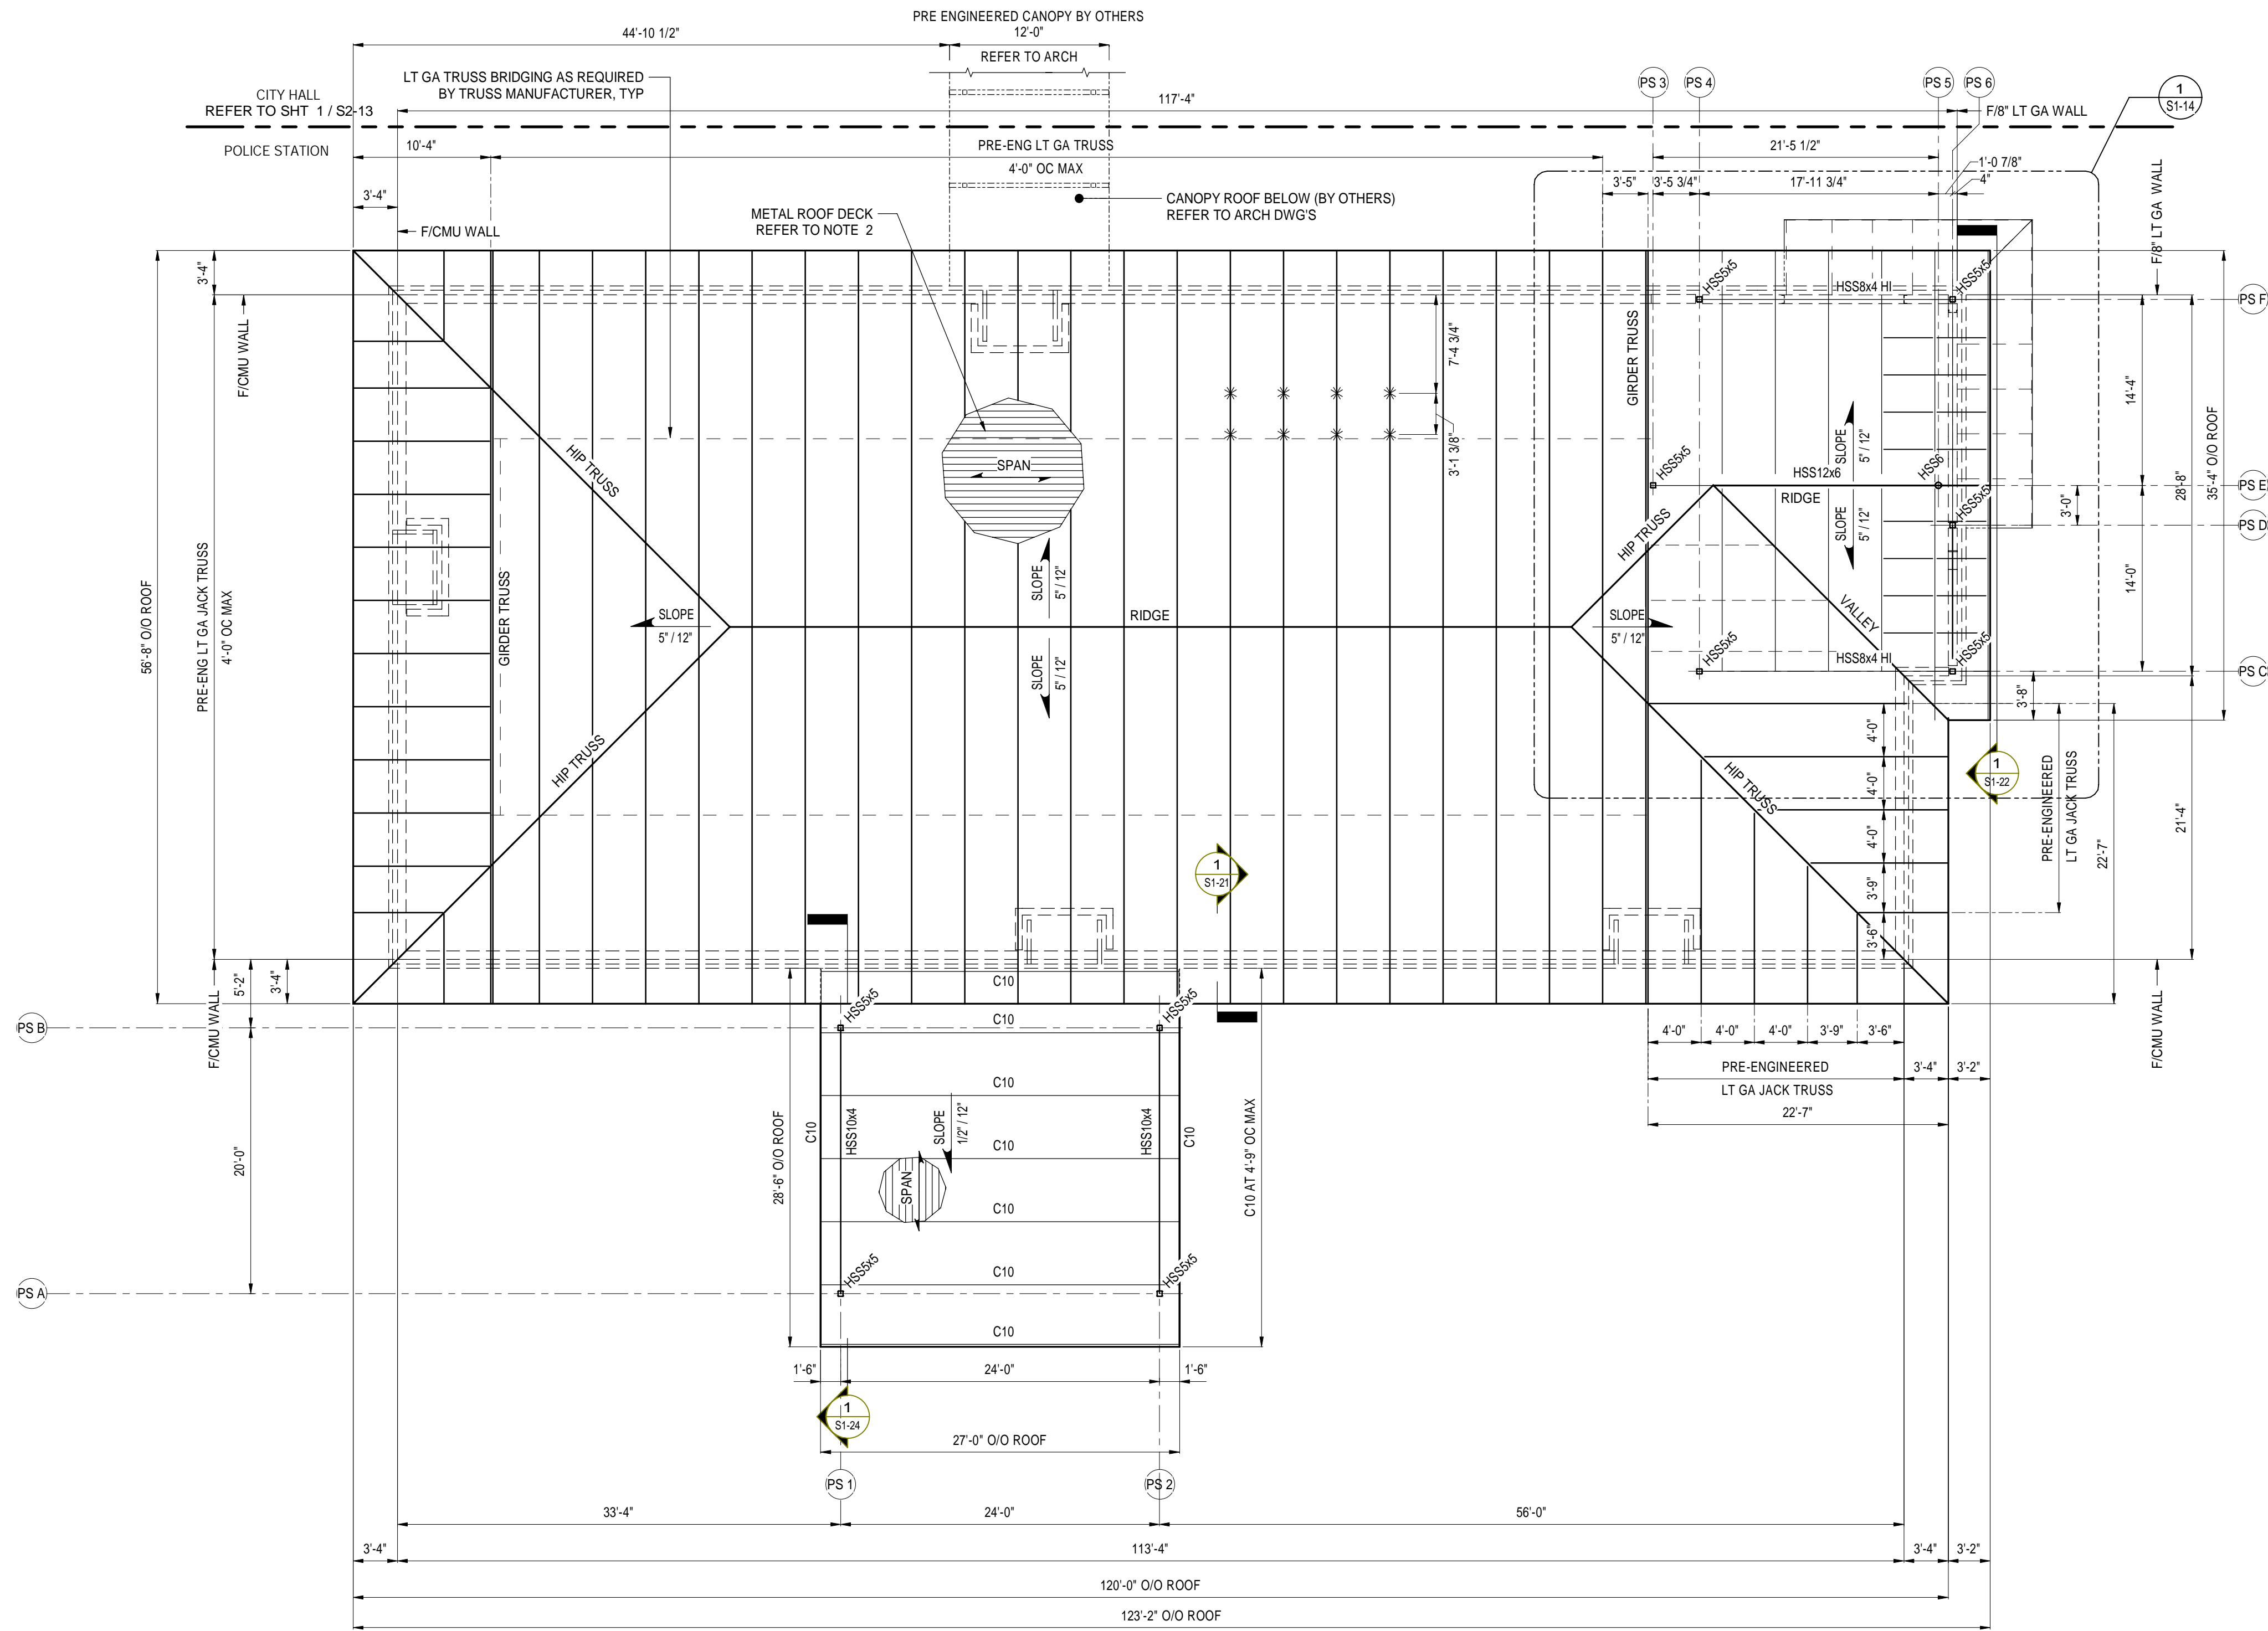 PRE ENGINEERED CANOPY BY OTHERS
44'-10 1/2"
12'-0"
REFER TO ARCH
LT GA TRUSS BRIDGING AS REQUIRED
BY TRUSS MANUFACTURER, TYP
CITY HALL
REFER TO SHT 1 / S2-13
117'-4"
PS 3
PS 4
PS 5
PS 6
F/8" LT GA WALL
1
S1-14
POLICE STATION
10'-4"
PRE-ENG LT GA TRUSS
4'-0" OC MAX
21'-5 1/2"
1'-0 7/8"
4"
3'-4"
3'-5"
3'-5 3/4"
17'-11 3/4"
METAL ROOF DECK
REFER TO NOTE 2
CANOPY ROOF BELOW (BY OTHERS)
REFER TO ARCH DWG'S
F/CMU WALL
F/8" LT GA WALL
3'-4"
F/CMU WALL
HSS5x5
HSS8x4 HI
HSS5x5
PS F
GIRDER TRUSS
7'-4 3/4"
3'-1 3/8"
14'-4"
28'-8"
35'-4" O/O ROOF
HIP TRUSS
SPAN
HSS5x5
SLOPE
5" / 12"
HSS12x6
RIDGE
HSS6
PS E
HSS5x5
3'-0"
PS D
SLOPE
5" / 12"
HIP TRUSS
56'-8" O/O ROOF
PRE-ENG LT GA JACK TRUSS
4'-0" OC MAX
GIRDER TRUSS
SLOPE
5" / 12"
SLOPE
5" / 12"
RIDGE
SLOPE
5" / 12"
VALLEY
14'-0"
SLOPE
5" / 12"
HSS5x5
HSS8x4 HI
HSS5x5
PS C
3'-8"
HIP TRUSS
HIP TRUSS
4'-0"
4'-0"
4'-0"
3'-9"
3'-6"
PRE-ENGINEERED
LT GA JACK TRUSS
22'-7"
21'-4"
1
S1-22
1
S1-21
F/CMU WALL
5'-2"
3'-4"
C10
HSS5x5
C10
HSS5x5
PS B
4'-0"
4'-0"
4'-0"
3'-9"
3'-6"
F/CMU WALL
PRE-ENGINEERED
LT GA JACK TRUSS
3'-4"
3'-2"
22'-7"
C10
28'-6" O/O ROOF
C10
HSS10x4
SLOPE
1/2" / 12"
C10
HSS10x4
C10
C10 AT 4'-9" OC MAX
20'-0"
SPAN
C10
C10
HSS5x5
HSS5x5
PS A
C10
1'-6"
24'-0"
1'-6"
1
S1-24
27'-0" O/O ROOF
PS 1
PS 2
33'-4"
24'-0"
56'-0"
3'-4"
113'-4"
3'-4"
3'-2"
120'-0" O/O ROOF
123'-2" O/O ROOF